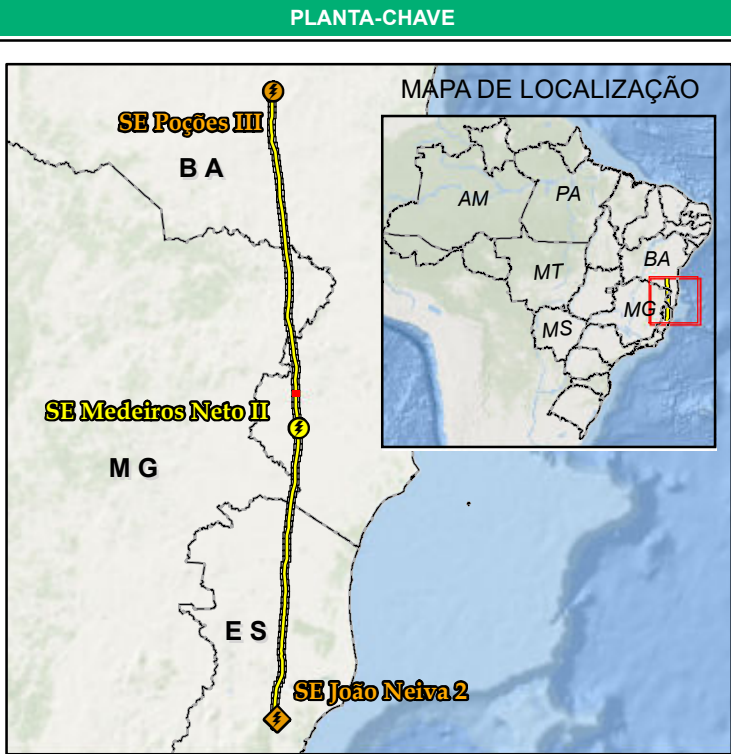 PLANTA-CHAVE
MAPA DE LOCALIZAÇÃO
SE Poções III
B A
AM
PA
MT
BA
MG
MS
SE Medeiros Neto II
M G
E S
SE João Neiva 2